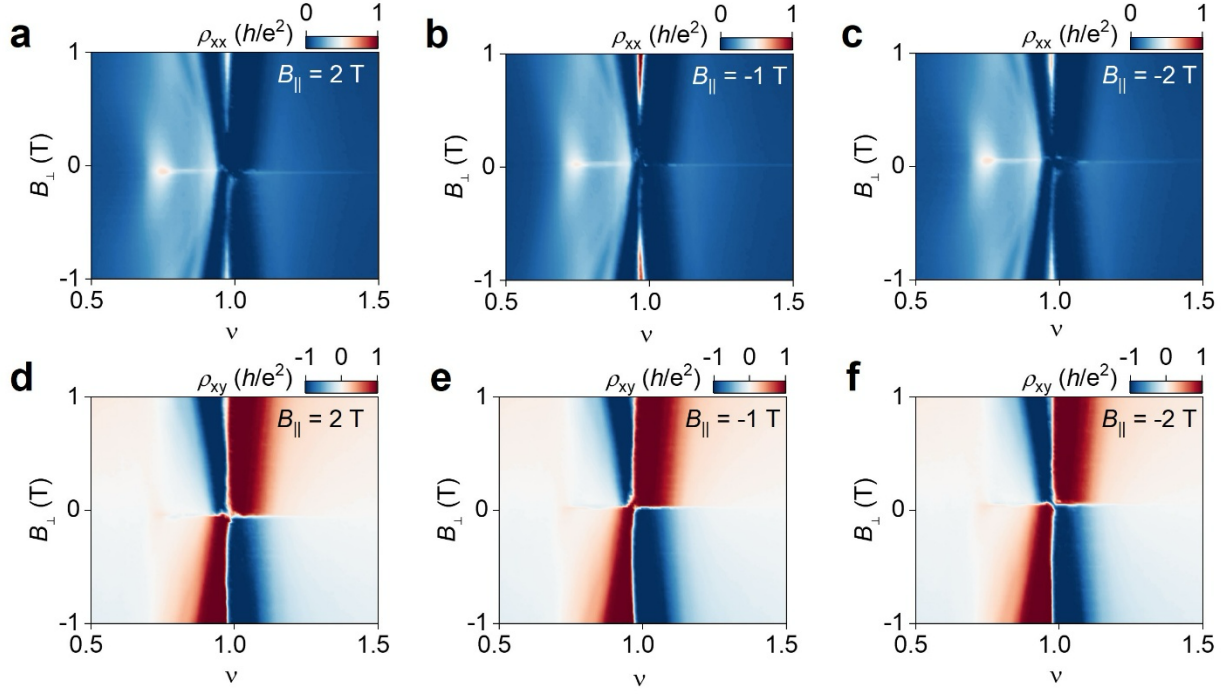 a
0 1
ρxx (h/e²)
B|| = 2 T
1
0
-1
B⊥ (T)
0.5 1.0 1.5
ν
b
0 1
ρxx (h/e²)
B|| = -1 T
1
0
-1
B⊥ (T)
0.5 1.0 1.5
ν
c
0 1
ρxx (h/e²)
B|| = -2 T
1
0
-1
B⊥ (T)
0.5 1.0 1.5
ν
d
-1 0 1
ρxy (h/e²)
B|| = 2 T
1
0
-1
B⊥ (T)
0.5 1.0 1.5
ν
e
-1 0 1
ρxy (h/e²)
B|| = -1 T
1
0
-1
B⊥ (T)
0.5 1.0 1.5
ν
f
-1 0 1
ρxy (h/e²)
B|| = -2 T
1
0
-1
B⊥ (T)
0.5 1.0 1.5
ν